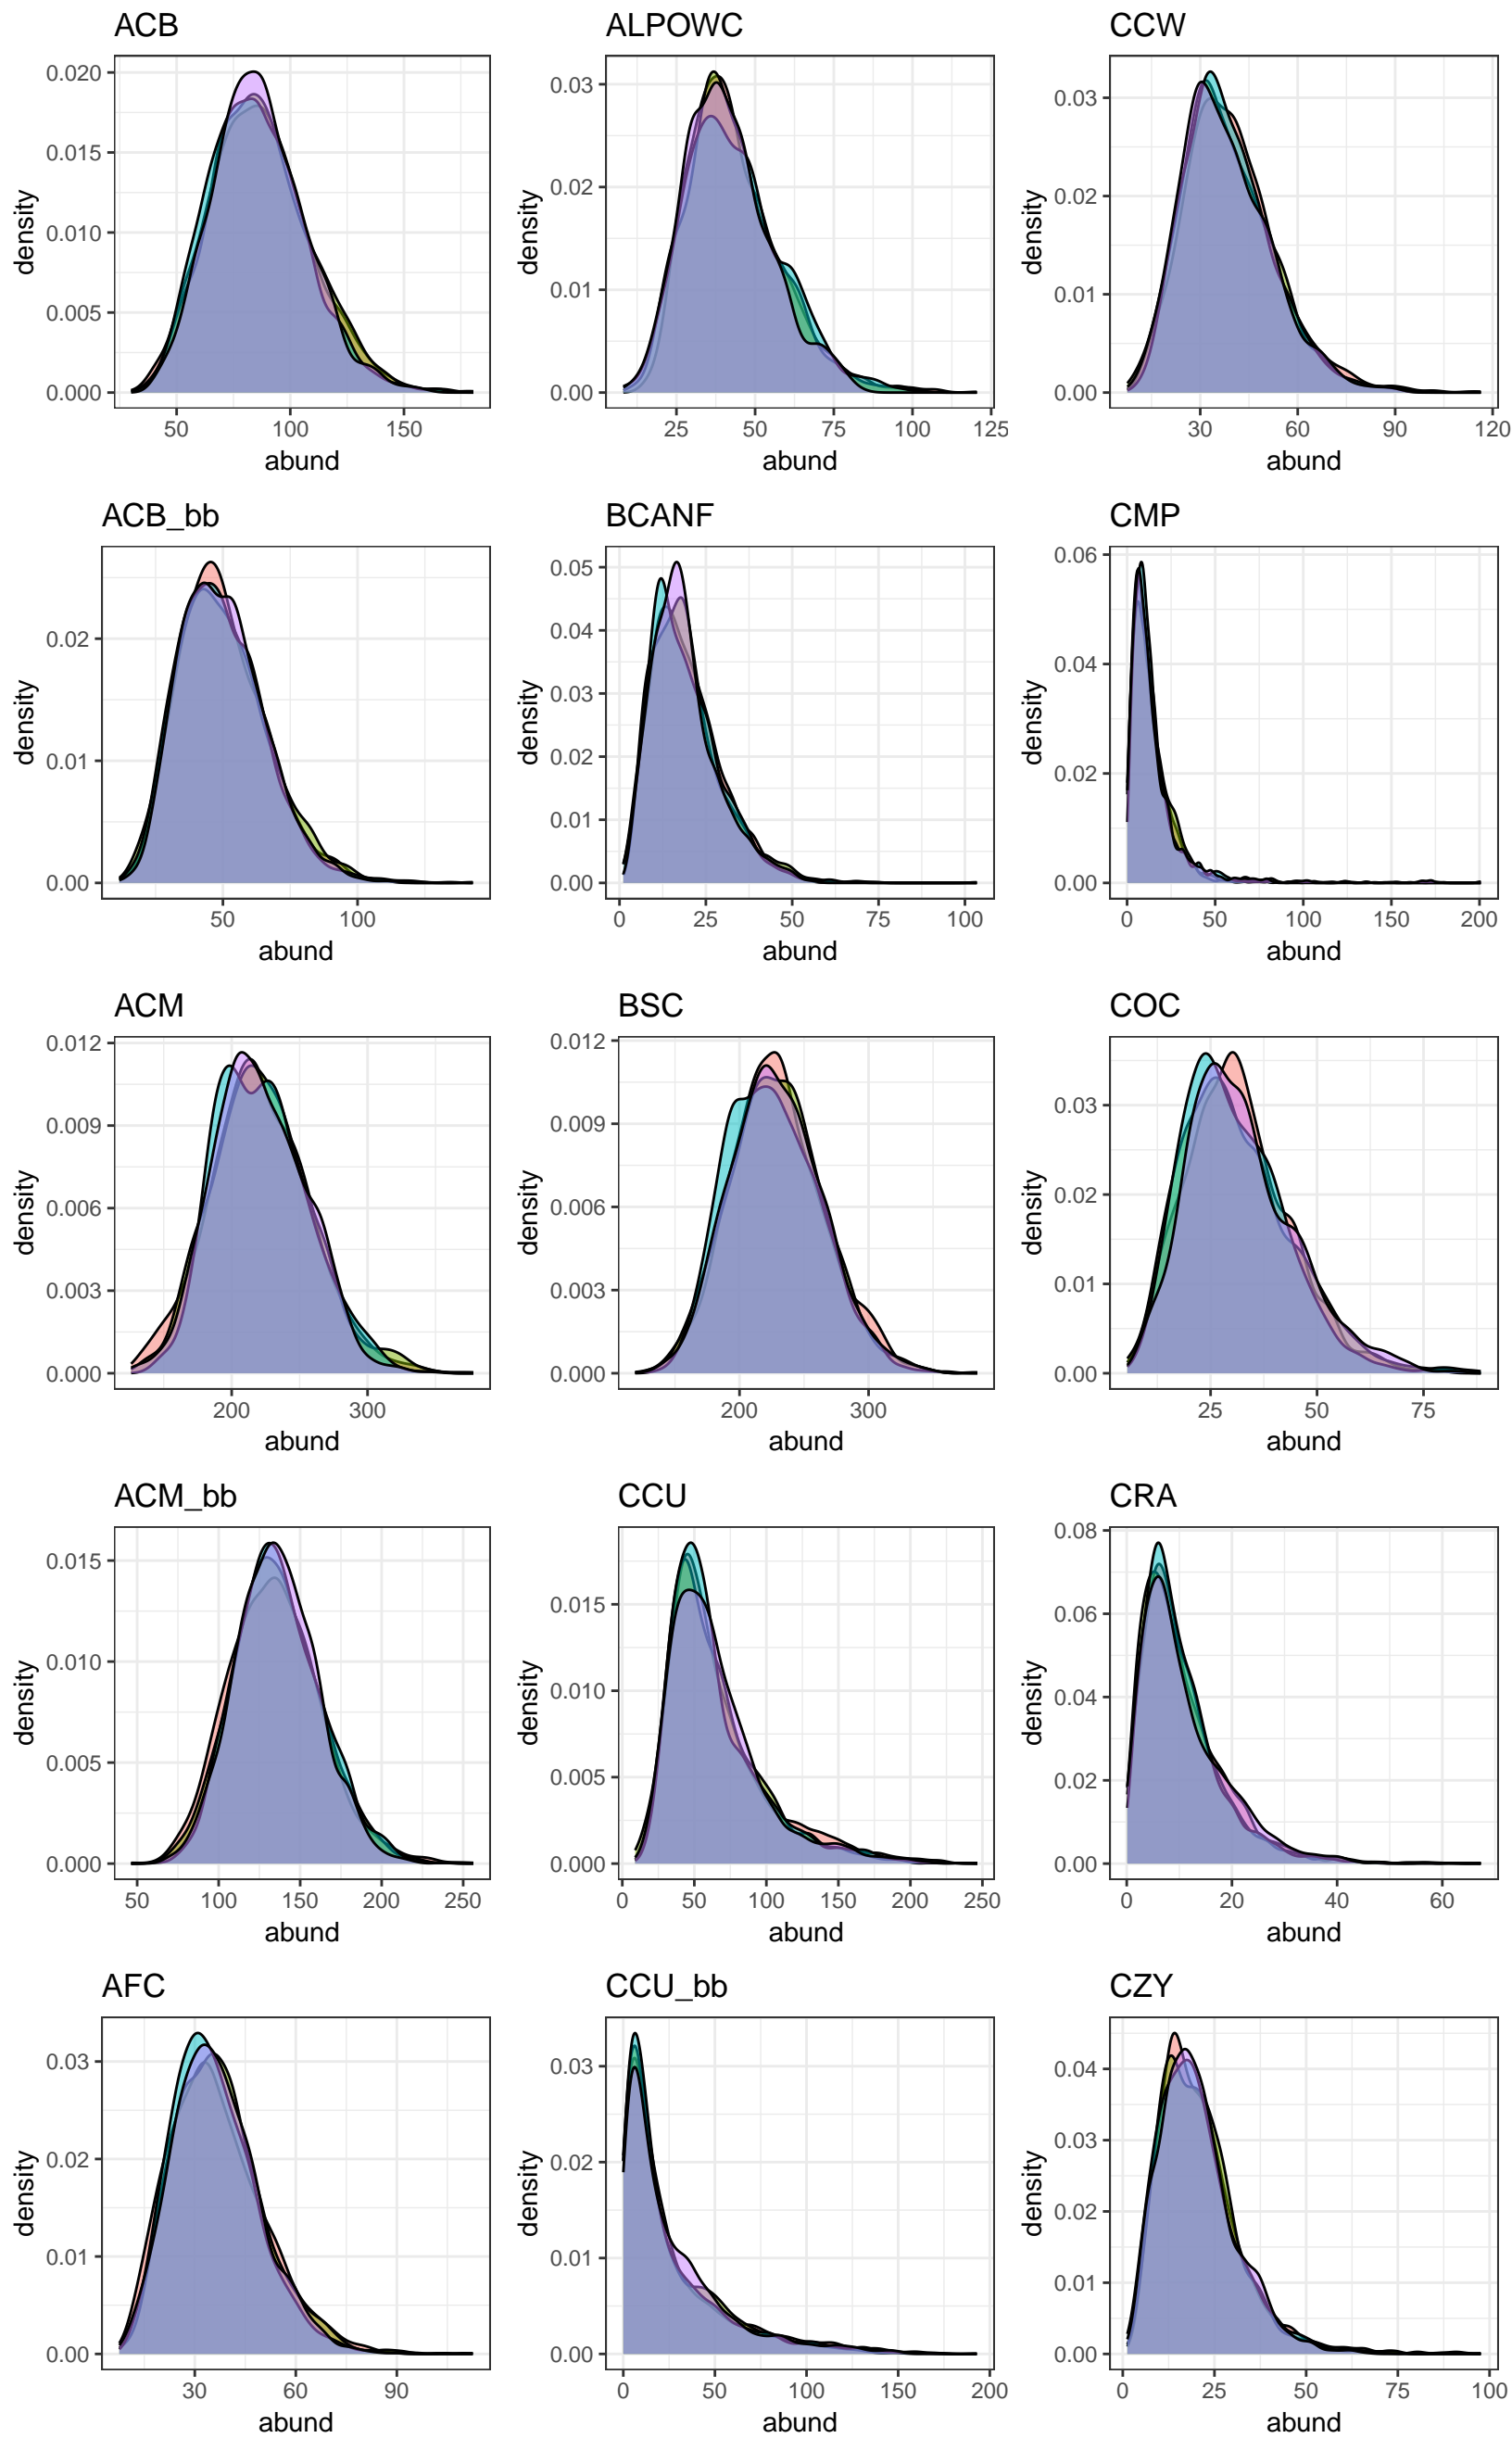 ACB ALPOWC CCW
0.020
0.015
0.010
0.005
0.000
density
50 100 150
abund
0.03
0.02
0.01
0.00
density
25 50 75 100 125
abund
0.03
0.02
0.01
0.00
density
30 60 90 120
abund
ACB_bb BCANF CMP
0.02
0.01
0.00
density
50 100
abund
0.05
0.04
0.03
0.02
0.01
0.00
density
0 25 50 75 100
abund
0.06
0.04
0.02
0.00
density
0 50 100 150 200
abund
ACM BSC COC
0.012
0.009
0.006
0.003
0.000
density
200 300
abund
0.012
0.009
0.006
0.003
0.000
density
200 300
abund
0.03
0.02
0.01
0.00
density
25 50 75
abund
ACM_bb CCU CRA
0.015
0.010
0.005
0.000
density
50 100 150 200 250
abund
0.015
0.010
0.005
0.000
density
0 50 100 150 200 250
abund
0.08
0.06
0.04
0.02
0.00
density
0 20 40 60
abund
AFC CCU_bb CZY
0.03
0.02
0.01
0.00
density
30 60 90
abund
0.03
0.02
0.01
0.00
density
0 50 100 150 200
abund
0.04
0.03
0.02
0.01
0.00
density
0 25 50 75 100
abund